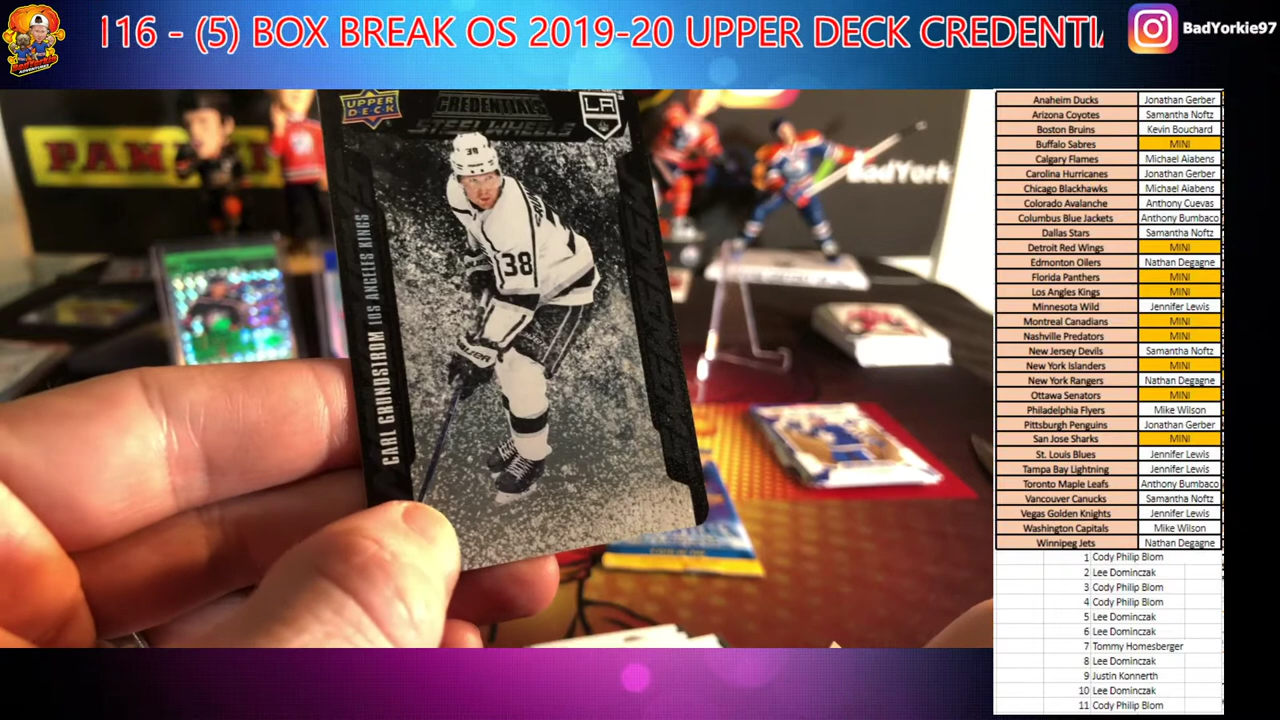 116 - (5) BOX BREAK OS 2019-20 UPPER DECK CREDENTIA
BadYorkie97
PANINI
BadYork
UPPER DECK
CREDENTIALS
STEEL WHEELS
LA
38
CARL GRUNDSTROM LOS ANGELES KINGS
Anaheim Ducks Jonathan Gerber
Arizona Coyotes Samantha Noftz
Boston Bruins Kevin Bouchard
Buffalo Sabres MINI
Calgary Flames Michael Aiabens
Carolina Hurricanes Jonathan Gerber
Chicago Blackhawks Michael Aiabens
Colorado Avalanche Anthony Cuevas
Columbus Blue Jackets Anthony Bumbaco
Dallas Stars Samantha Noftz
Detroit Red Wings MINI
Edmonton Oilers Nathan Degagne
Florida Panthers MINI
Los Angles Kings MINI
Minnesota Wild Jennifer Lewis
Montreal Canadians MINI
Nashville Predators MINI
New Jersey Devils Samantha Noftz
New York Islanders MINI
New York Rangers Nathan Degagne
Ottawa Senators MINI
Philadelphia Flyers Mike Wilson
Pittsburgh Penguins Jonathan Gerber
San Jose Sharks MINI
St. Louis Blues Jennifer Lewis
Tampa Bay Lightning Jennifer Lewis
Toronto Maple Leafs Anthony Bumbaco
Vancouver Canucks Samantha Noftz
Vegas Golden Knights Jennifer Lewis
Washington Capitals Mike Wilson
Winnipeg Jets Nathan Degagne
1 Cody Philip Blom
2 Lee Dominczak
3 Cody Philip Blom
4 Cody Philip Blom
5 Lee Dominczak
6 Lee Dominczak
7 Tommy Homesberger
8 Lee Dominczak
9 Justin Konnerth
10 Lee Dominczak
11 Cody Philip Blom